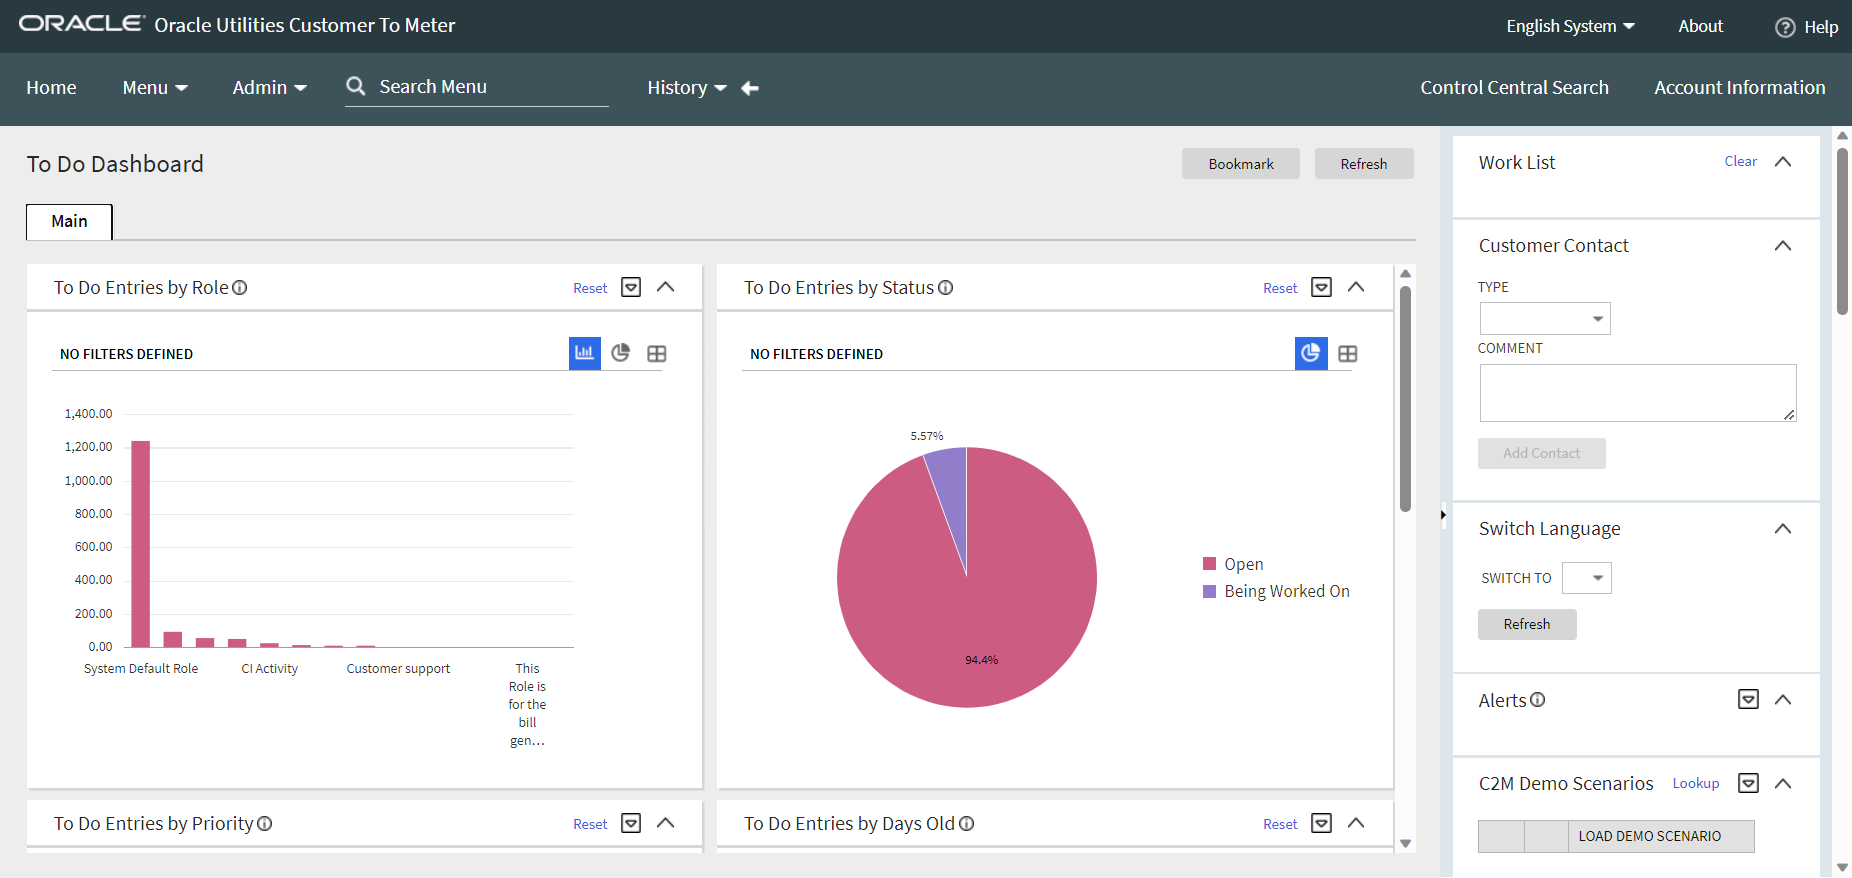 ORACLE Oracle Utilities Customer To Meter
English System
About
Help
Home
Menu
Admin
Search Menu
History
Control Central Search
Account Information
To Do Dashboard
Bookmark
Refresh
Main
To Do Entries by Role
Reset
NO FILTERS DEFINED
1,400.00
1,200.00
1,000.00
800.00
600.00
400.00
200.00
0.00
System Default Role
CI Activity
Customer support
This
Role is
for the
bill
gen...
To Do Entries by Status
Reset
NO FILTERS DEFINED
5.57%
94.4%
Open
Being Worked On
To Do Entries by Priority
Reset
To Do Entries by Days Old
Reset
Work List
Clear
Customer Contact
TYPE
COMMENT
Add Contact
Switch Language
SWITCH TO
Refresh
Alerts
C2M Demo Scenarios
Lookup
LOAD DEMO SCENARIO